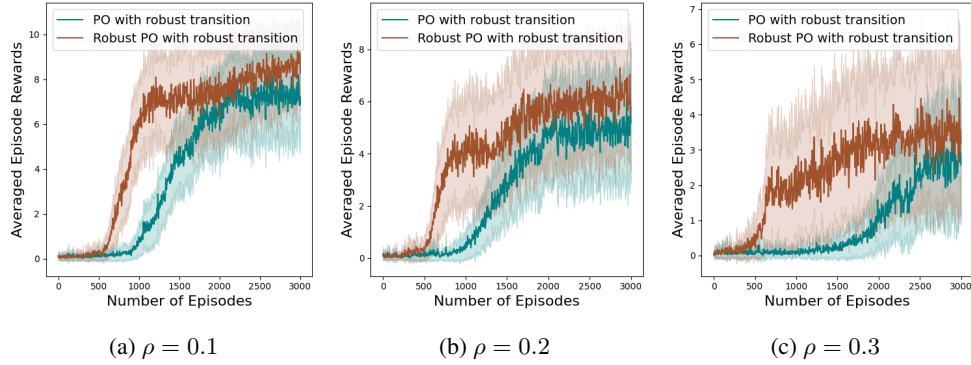 PO with robust transition
Robust PO with robust transition
Averaged Episode Rewards
10
8
6
4
2
0
0 500 1000 1500 2000 2500 3000
Number of Episodes
(a) ρ = 0.1
PO with robust transition
Robust PO with robust transition
Averaged Episode Rewards
8
6
4
2
0
0 500 1000 1500 2000 2500 3000
Number of Episodes
(b) ρ = 0.2
PO with robust transition
Robust PO with robust transition
Averaged Episode Rewards
7
6
5
4
3
2
1
0
0 500 1000 1500 2000 2500 3000
Number of Episodes
(c) ρ = 0.3